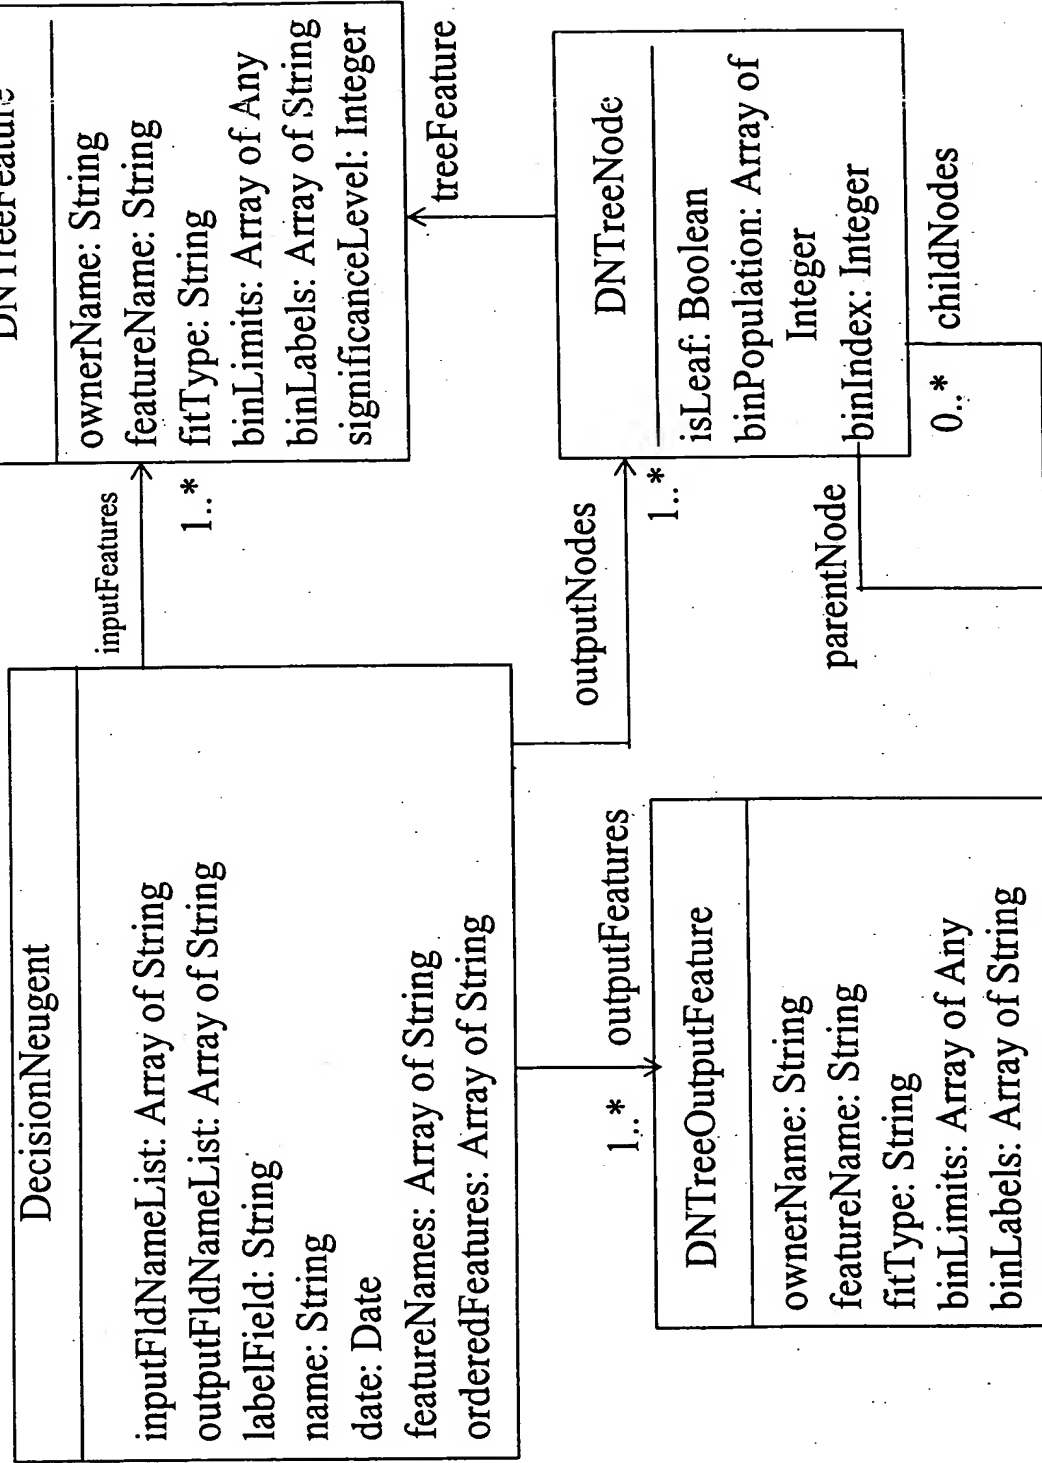 DecisionNeugent
inputFldNameList: Array of String
outputFldNameList: Array of String
labelField: String
name: String
date: Date
featureNames: Array of String
orderedFeatures: Array of String
inputFeatures
1..*
DNTreeFeature
ownerName: String
featureName: String
fitType: String
binLimits: Array of Any
binLabels: Array of String
significanceLevel: Integer
treeFeature
outputNodes
1..*
DNTreeNode
isLeaf: Boolean
binPopulation: Array of
Integer
binIndex: Integer
parentNode
0..*
childNodes
1..*
outputFeatures
DNTreeOutputFeature
ownerName: String
featureName: String
fitType: String
binLimits: Array of Any
binLabels: Array of String